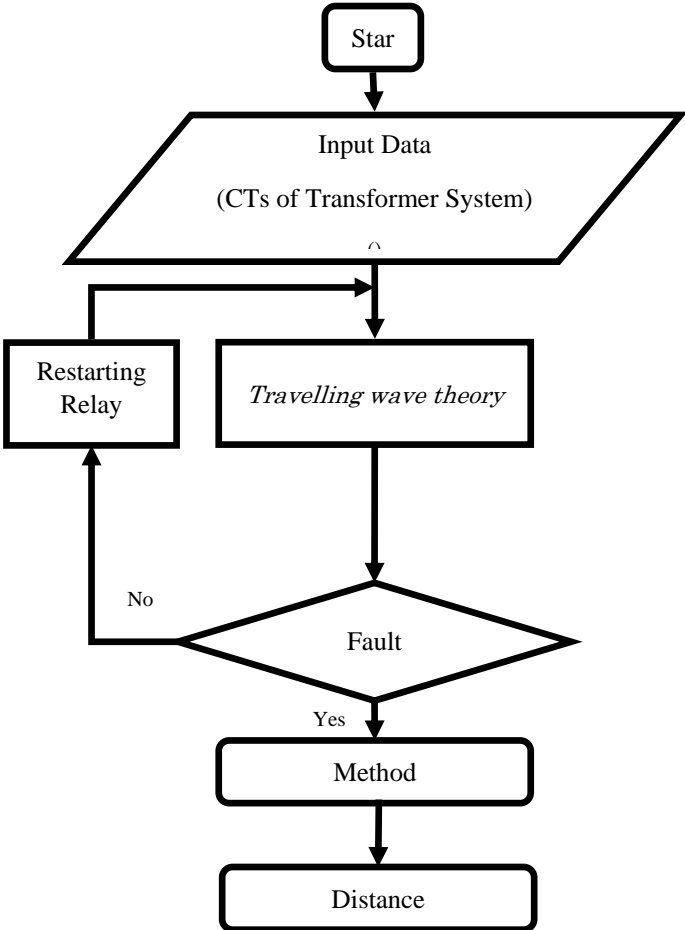 Star
Input Data
(CTs of Transformer System)
()
Restarting
Relay
Travelling wave theory
No
Fault
Yes
Method
Distance